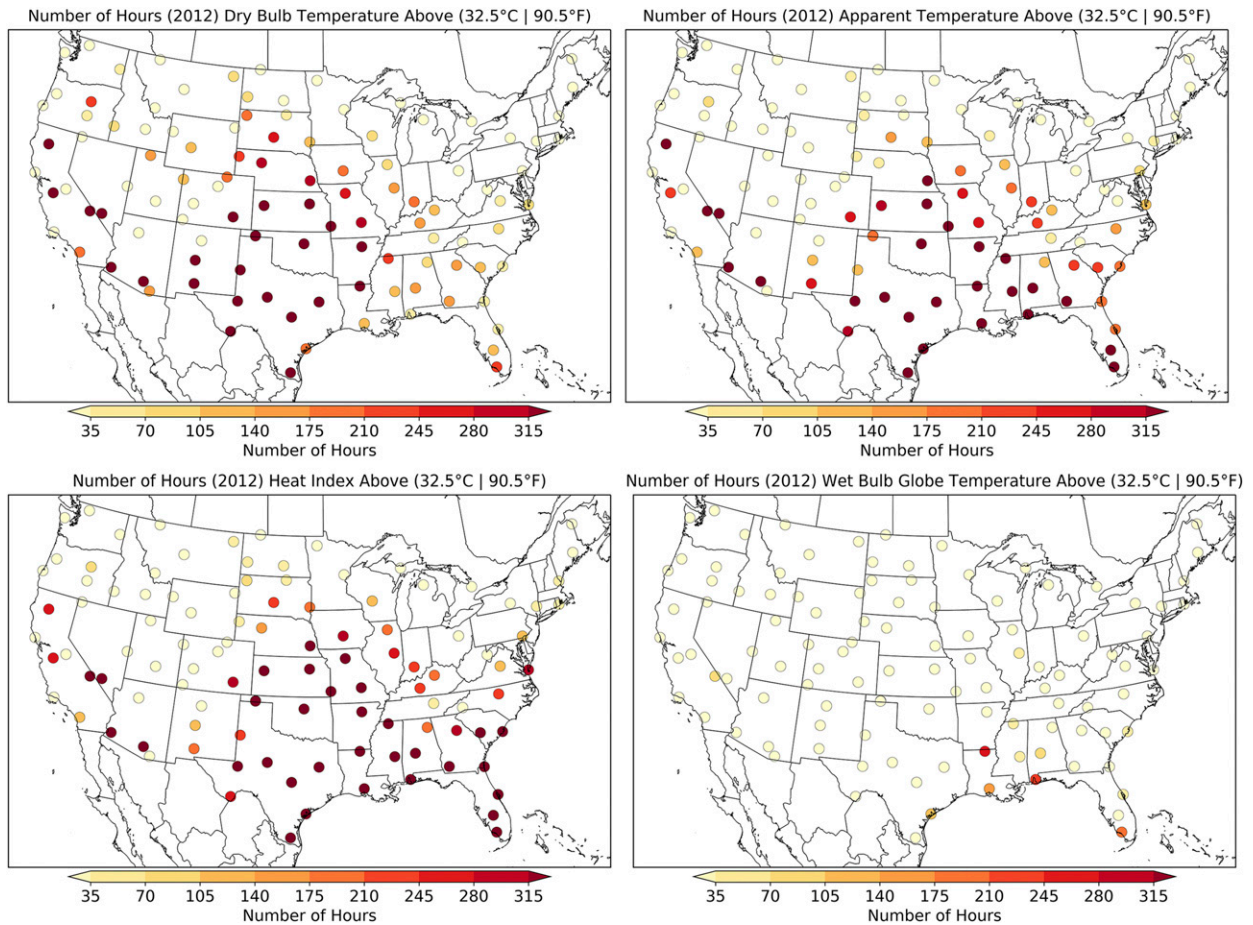 Number of Hours (2012) Dry Bulb Temperature Above (32.5°C | 90.5°F)
35 70 105 140 175 210 245 280 315
Number of Hours
Number of Hours (2012) Apparent Temperature Above (32.5°C | 90.5°F)
35 70 105 140 175 210 245 280 315
Number of Hours
Number of Hours (2012) Heat Index Above (32.5°C | 90.5°F)
35 70 105 140 175 210 245 280 315
Number of Hours
Number of Hours (2012) Wet Bulb Globe Temperature Above (32.5°C | 90.5°F)
35 70 105 140 175 210 245 280 315
Number of Hours